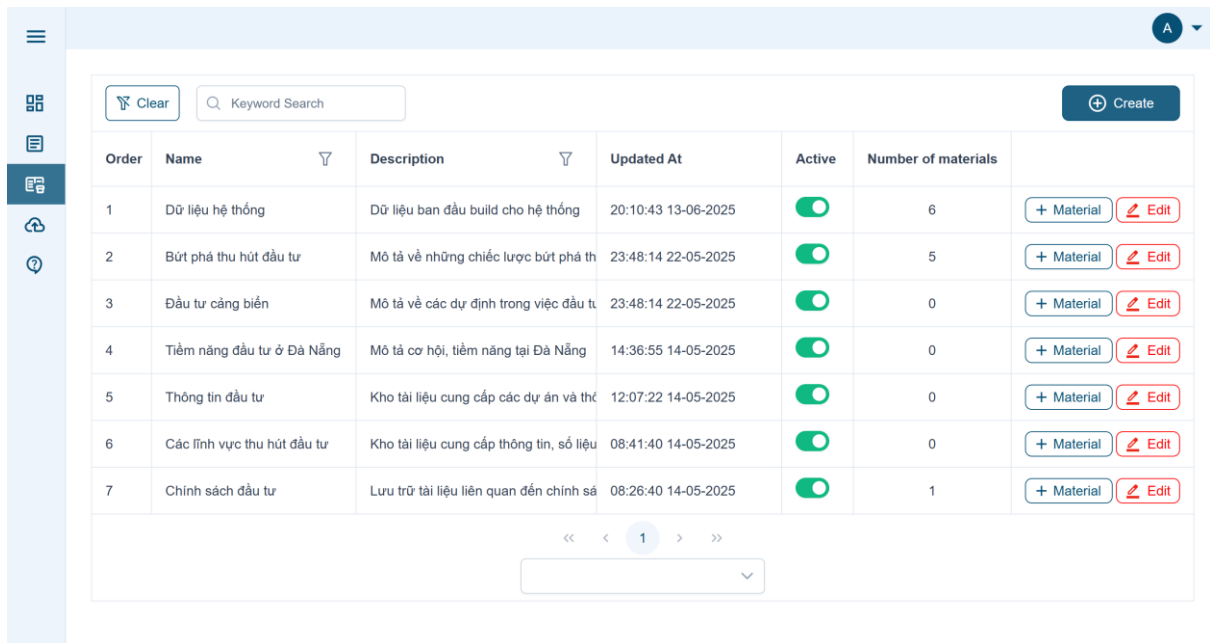 A
Clear Keyword Search Create
Order Name Description Updated At Active Number of materials
1 Dữ liệu hệ thống Dữ liệu ban đầu build cho hệ thống 20:10:43 13-06-2025 6 + Material Edit
2 Bứt phá thu hút đầu tư Mô tả về những chiếc lược bứt phá th 23:48:14 22-05-2025 5 + Material Edit
3 Đầu tư cảng biển Mô tả về các dự định trong việc đầu tư 23:48:14 22-05-2025 0 + Material Edit
4 Tiềm năng đầu tư ở Đà Nẵng Mô tả cơ hội, tiềm năng tại Đà Nẵng 14:36:55 14-05-2025 0 + Material Edit
5 Thông tin đầu tư Kho tài liệu cung cấp các dự án và thô 12:07:22 14-05-2025 0 + Material Edit
6 Các lĩnh vực thu hút đầu tư Kho tài liệu cung cấp thông tin, số liệu 08:41:40 14-05-2025 0 + Material Edit
7 Chính sách đầu tư Lưu trữ tài liệu liên quan đến chính sá 08:26:40 14-05-2025 1 + Material Edit
<< < 1 > >>